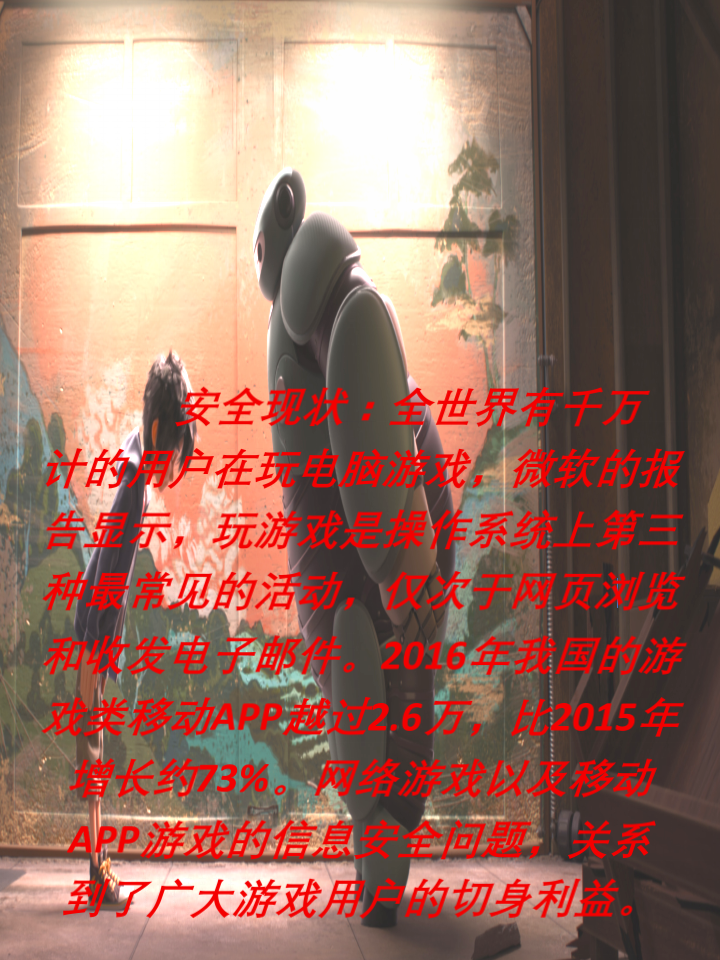 安全现状：全世界有千万
计的用户在玩电脑游戏，微软的报
告显示，玩游戏是操作系统上第三
种最常见的活动，仅次于网页浏览
和收发电子邮件。2016年我国的游
戏类移动APP越过2.6万，比2015年
增长约73%。网络游戏以及移动
APP游戏的信息安全问题，关系
到了广大游戏用户的切身利益。